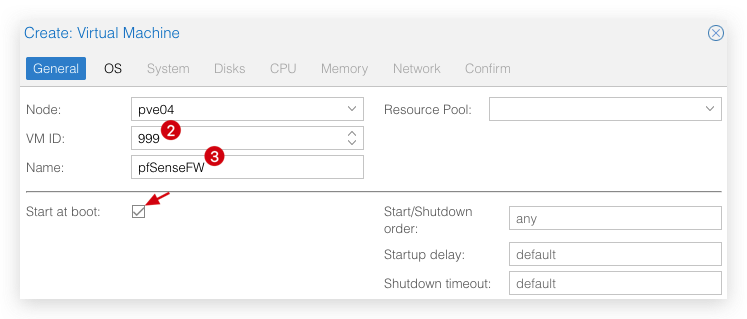 Create: Virtual Machine
General OS System Disks CPU Memory Network Confirm
Node: pve04 Resource Pool:
VM ID: 999 2
Name: pfSenseFW 3
Start at boot: Start/Shutdown order: any
Startup delay: default
Shutdown timeout: default